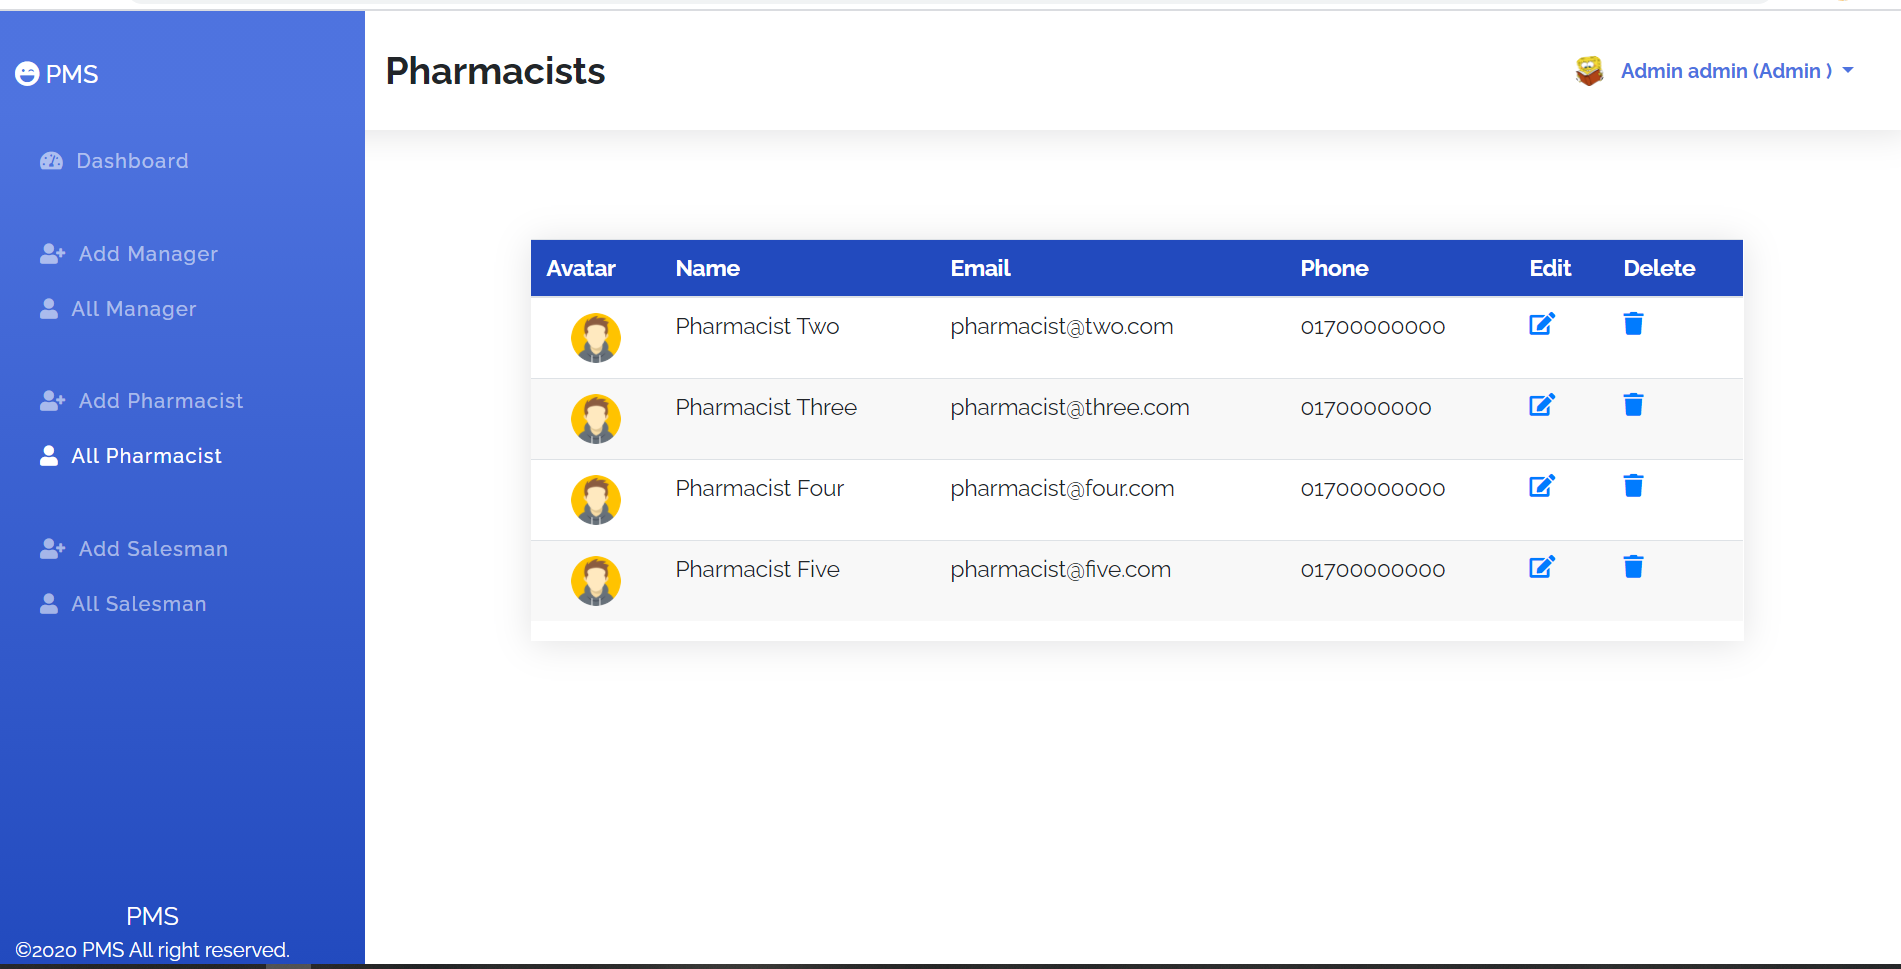 PMS
Dashboard
Add Manager
All Manager
Add Pharmacist
All Pharmacist
Add Salesman
All Salesman
PMS
©2020 PMS All right reserved.
Pharmacists
Admin admin (Admin )
Avatar Name Email Phone Edit Delete
Pharmacist Two pharmacist@two.com 01700000000
Pharmacist Three pharmacist@three.com 0170000000
Pharmacist Four pharmacist@four.com 01700000000
Pharmacist Five pharmacist@five.com 01700000000